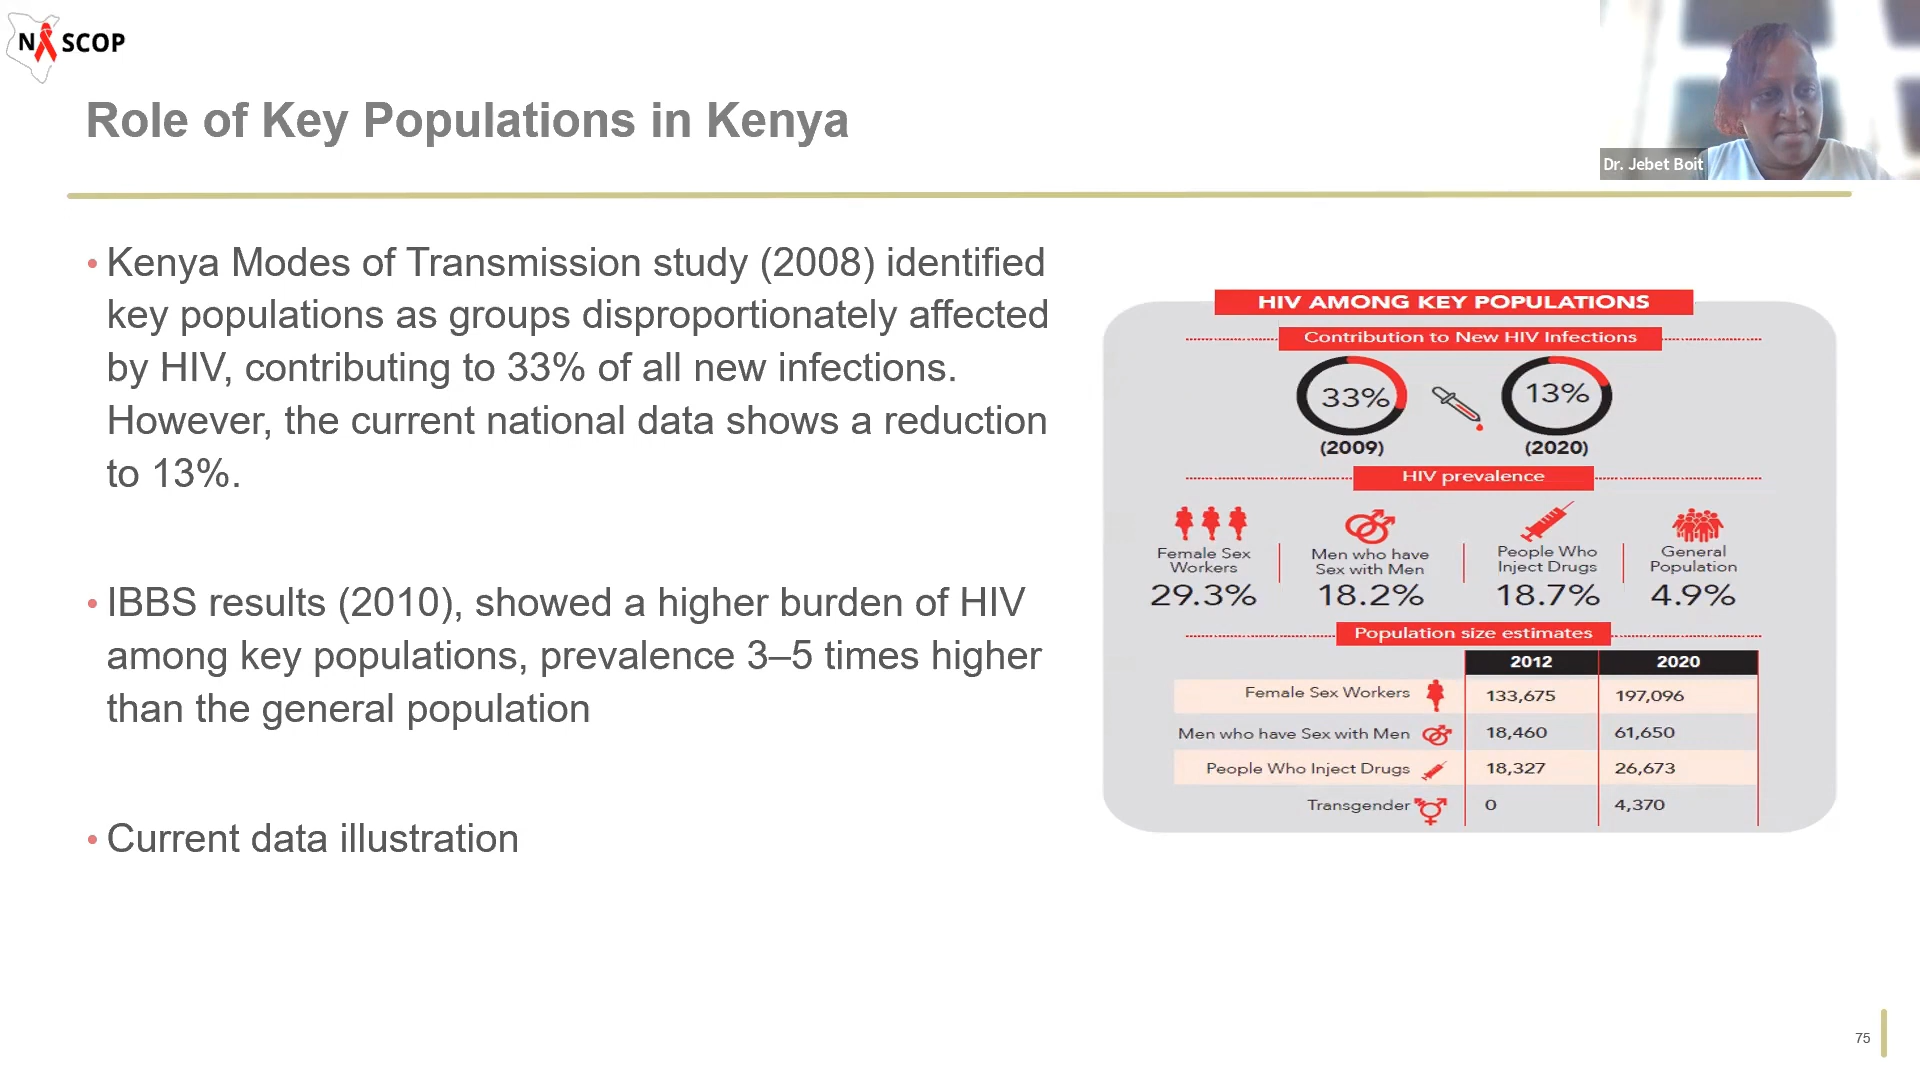 NASCOP
Dr. Jebet Boit
Role of Key Populations in Kenya
• Kenya Modes of Transmission study (2008) identified
key populations as groups disproportionately affected
by HIV, contributing to 33% of all new infections.
However, the current national data shows a reduction
to 13%.
• IBBS results (2010), showed a higher burden of HIV
among key populations, prevalence 3–5 times higher
than the general population
• Current data illustration
HIV AMONG KEY POPULATIONS
Contribution to New HIV Infections
33% 13%
(2009) (2020)
HIV prevalence
Female Sex Workers
29.3%
Men who have Sex with Men
18.2%
People Who Inject Drugs
18.7%
General Population
4.9%
Population size estimates
2012 2020
Female Sex Workers 133,675 197,096
Men who have Sex with Men 18,460 61,650
People Who Inject Drugs 18,327 26,673
Transgender 0 4,370
75